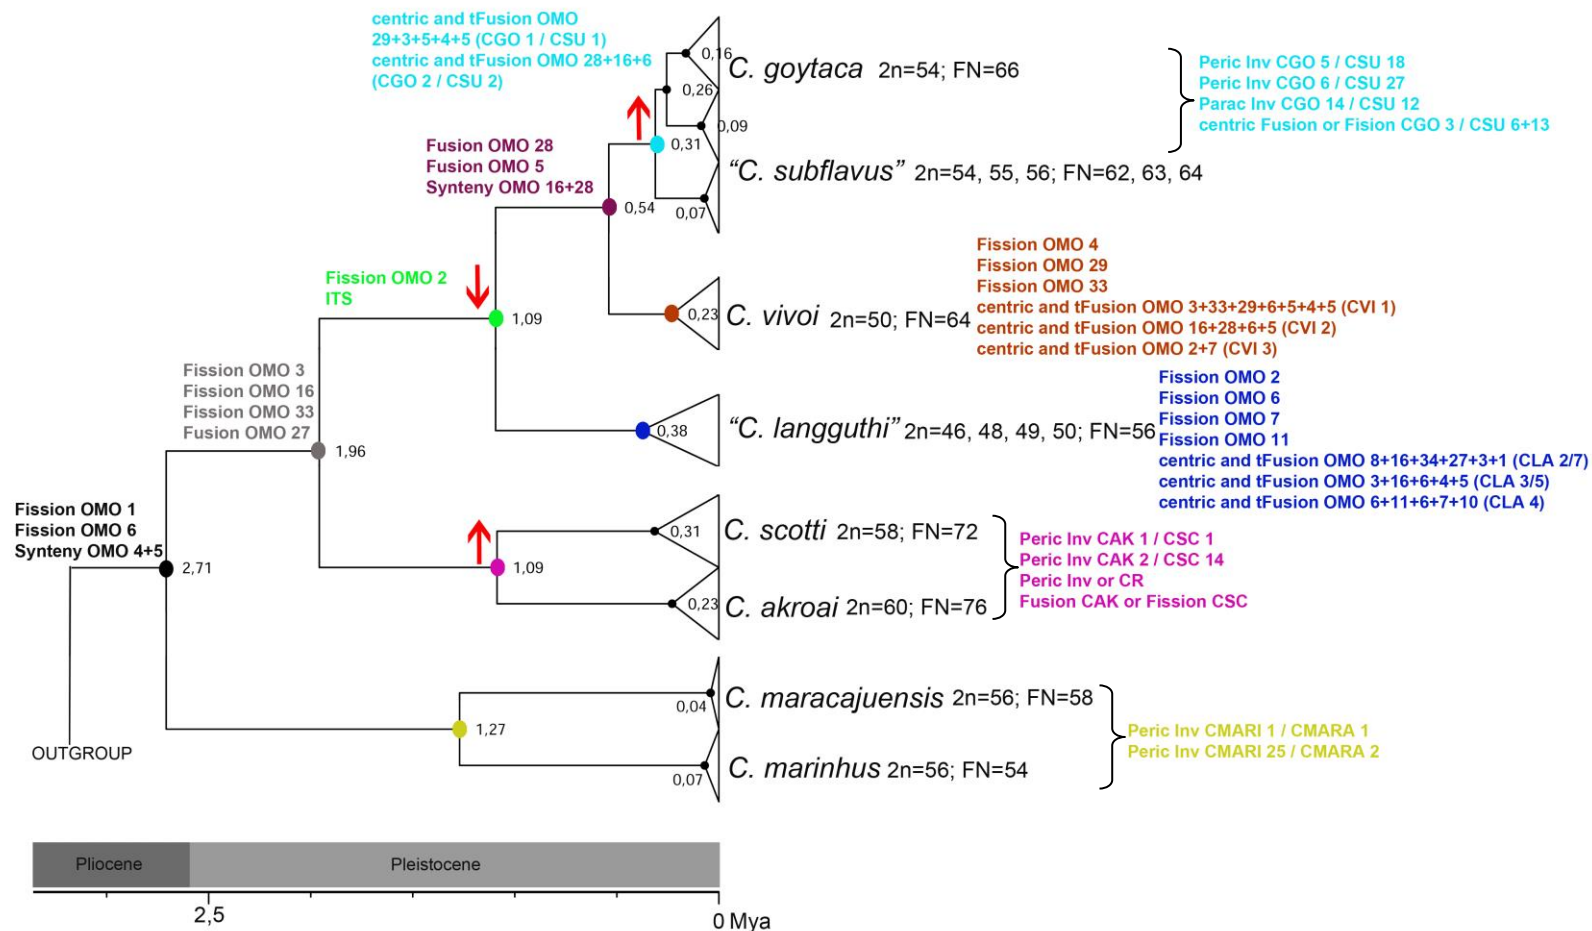 centric and tFusion OMO
29+3+5+4+5 (CGO 1 / CSU 1)
centric and tFusion OMO 28+16+6
(CGO 2 / CSU 2)
0,16
C. goytaca 2n=54; FN=66
0,26
0,09
Peric Inv CGO 5 / CSU 18
Peric Inv CGO 6 / CSU 27
Parac Inv CGO 14 / CSU 12
centric Fusion or Fision CGO 3 / CSU 6+13
0,31
Fusion OMO 28
Fusion OMO 5
Synteny OMO 16+28
"C. subflavus" 2n=54, 55, 56; FN=62, 63, 64
0,54
0,07
Fission OMO 2
ITS
1,09
0,23
C. vivoi 2n=50; FN=64
Fission OMO 4
Fission OMO 29
Fission OMO 33
centric and tFusion OMO 3+33+29+6+5+4+5 (CVI 1)
centric and tFusion OMO 16+28+6+5 (CVI 2)
centric and tFusion OMO 2+7 (CVI 3)
Fission OMO 3
Fission OMO 16
Fission OMO 33
Fusion OMO 27
1,96
0,38
"C. langguthi" 2n=46, 48, 49, 50; FN=56
Fission OMO 2
Fission OMO 6
Fission OMO 7
Fission OMO 11
centric and tFusion OMO 8+16+34+27+3+1 (CLA 2/7)
centric and tFusion OMO 3+16+6+4+5 (CLA 3/5)
centric and tFusion OMO 6+11+6+7+10 (CLA 4)
Fission OMO 1
Fission OMO 6
Synteny OMO 4+5
2,71
0,31
C. scotti 2n=58; FN=72
1,09
0,23
C. akroai 2n=60; FN=76
Peric Inv CAK 1 / CSC 1
Peric Inv CAK 2 / CSC 14
Peric Inv or CR
Fusion CAK or Fission CSC
0,04
C. maracajuensis 2n=56; FN=58
1,27
0,07
C. marinhus 2n=56; FN=54
Peric Inv CMARI 1 / CMARA 1
Peric Inv CMARI 25 / CMARA 2
OUTGROUP
Pliocene
Pleistocene
2,5
0 Mya